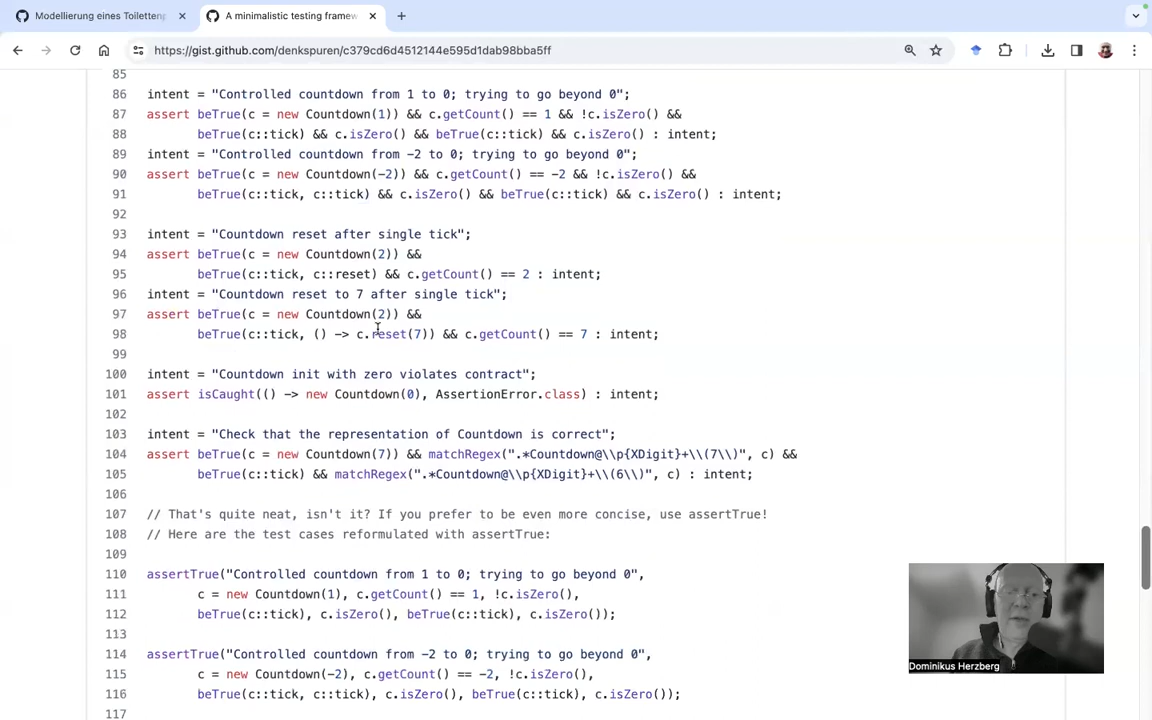 Modellierung eines Toilettenp
A minimalistic testing framew
https://gist.github.com/denkspuren/c379cd6d4512144e595d1dab98bba5ff
85
86 intent = "Controlled countdown from 1 to 0; trying to go beyond 0";
87 assert beTrue(c = new Countdown(1)) && c.getCount() == 1 && !c.isZero() &&
88 beTrue(c::tick) && c.isZero() && beTrue(c::tick) && c.isZero() : intent;
89 intent = "Controlled countdown from -2 to 0; trying to go beyond 0";
90 assert beTrue(c = new Countdown(-2)) && c.getCount() == -2 && !c.isZero() &&
91 beTrue(c::tick, c::tick) && c.isZero() && beTrue(c::tick) && c.isZero() : intent;
92
93 intent = "Countdown reset after single tick";
94 assert beTrue(c = new Countdown(2)) &&
95 beTrue(c::tick, c::reset) && c.getCount() == 2 : intent;
96 intent = "Countdown reset to 7 after single tick";
97 assert beTrue(c = new Countdown(2)) &&
98 beTrue(c::tick, () -> c.reset(7)) && c.getCount() == 7 : intent;
99
100 intent = "Countdown init with zero violates contract";
101 assert isCaught(() -> new Countdown(0), AssertionError.class) : intent;
102
103 intent = "Check that the representation of Countdown is correct";
104 assert beTrue(c = new Countdown(7)) && matchRegex(".*Countdown@\\p{XDigit}+\\(7\\)", c) &&
105 beTrue(c::tick) && matchRegex(".*Countdown@\\p{XDigit}+\\(6\\)", c) : intent;
106
107 // That's quite neat, isn't it? If you prefer to be even more concise, use assertTrue!
108 // Here are the test cases reformulated with assertTrue:
109
110 assertTrue("Controlled countdown from 1 to 0; trying to go beyond 0",
111 c = new Countdown(1), c.getCount() == 1, !c.isZero(),
112 beTrue(c::tick), c.isZero(), beTrue(c::tick), c.isZero());
113
114 assertTrue("Controlled countdown from -2 to 0; trying to go beyond 0",
115 c = new Countdown(-2), c.getCount() == -2, !c.isZero(),
116 beTrue(c::tick, c::tick), c.isZero(), beTrue(c::tick), c.isZero());
117
Dominikus Herzberg